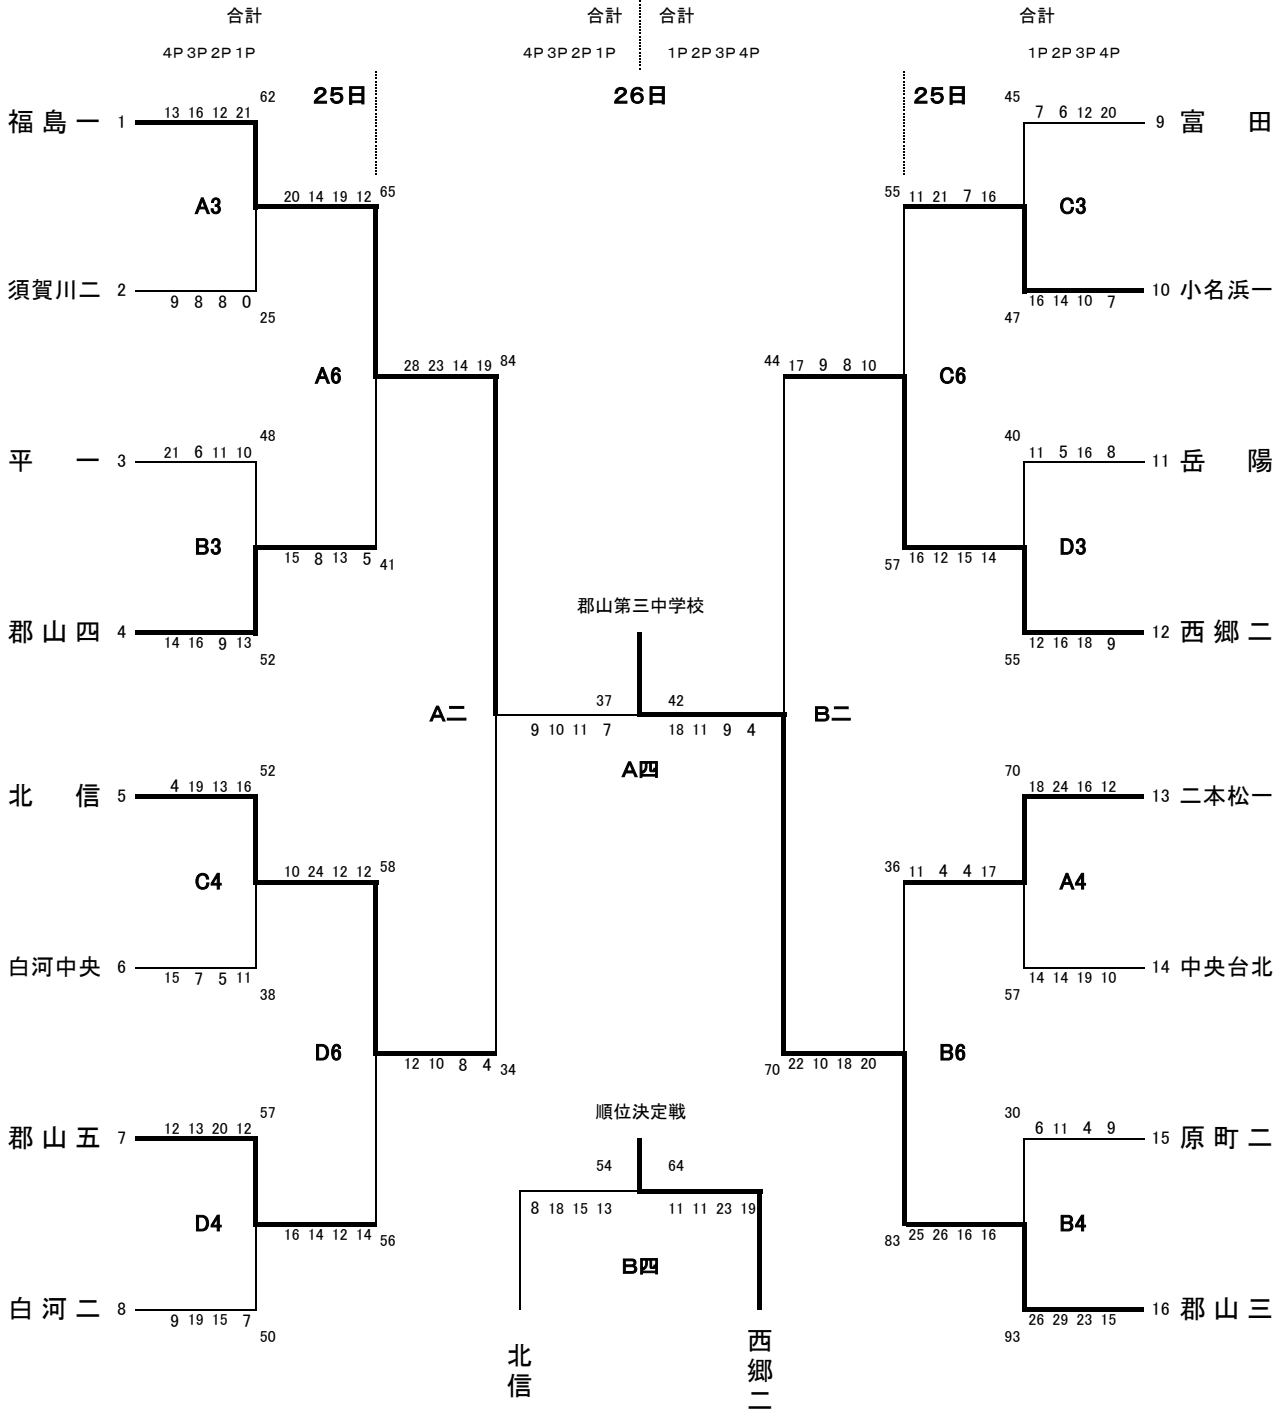 合計 合計 合計 合計
4P 3P 2P 1P 4P 3P 2P 1P 1P 2P 3P 4P 1P 2P 3P 4P
25日 26日 25日
62 45
福島一 1 13 16 12 21 7 6 12 20 9 富田
20 14 19 12 65 55 11 21 7 16
A3 C3
須賀川二 2 10 小名浜一
9 8 8 0 16 14 10 7
25 47
28 23 14 19 84 44 17 9 8 10
A6 C6
48 40
平一 3 21 6 11 10 11 5 16 8 11 岳陽
B3 D3
15 8 13 5 41 57 16 12 15 14
郡山第三中学校
郡山四 4 12 西郷二
14 16 9 13 12 16 18 9
52 55
37 42
A二 B二
9 10 11 7 18 11 9 4
A四
52 70
北信 5 4 19 13 16 18 24 16 12 13 二本松一
10 24 12 12 58 36 11 4 4 17
C4 A4
白河中央 6 14 中央台北
15 7 5 11 14 14 19 10
38 57
D6 B6
12 10 8 4 34 70 22 10 18 20
57 順位決定戦 30
郡山五 7 12 13 20 12 6 11 4 9 15 原町二
54 64
8 18 15 13 11 11 23 19
D4 B4
16 14 12 14 56 83 25 26 16 16
B四
白河二 8 16 郡山三
9 19 15 7 26 29 23 15
50 93
北信
西郷二